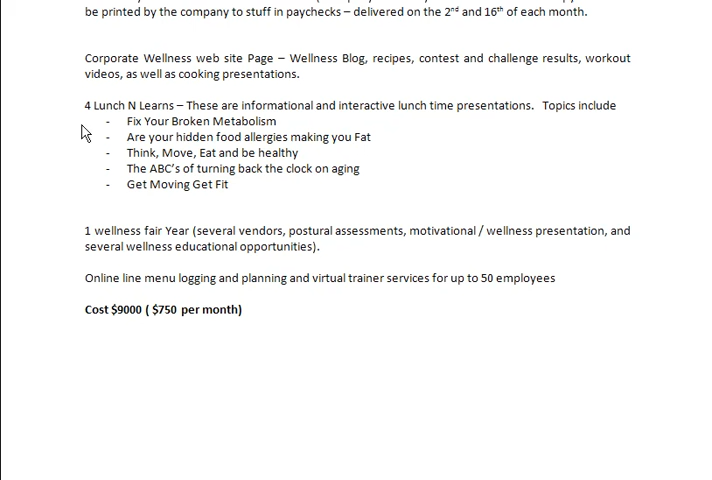 be printed by the company to stuff in paychecks – delivered on the 2nd and 16th of each month.
Corporate Wellness web site Page – Wellness Blog, recipes, contest and challenge results, workout
videos, as well as cooking presentations.
4 Lunch N Learns – These are informational and interactive lunch time presentations. Topics include
- Fix Your Broken Metabolism
- Are your hidden food allergies making you Fat
- Think, Move, Eat and be healthy
- The ABC's of turning back the clock on aging
- Get Moving Get Fit
1 wellness fair Year (several vendors, postural assessments, motivational / wellness presentation, and
several wellness educational opportunities).
Online line menu logging and planning and virtual trainer services for up to 50 employees
Cost $9000 ( $750 per month)